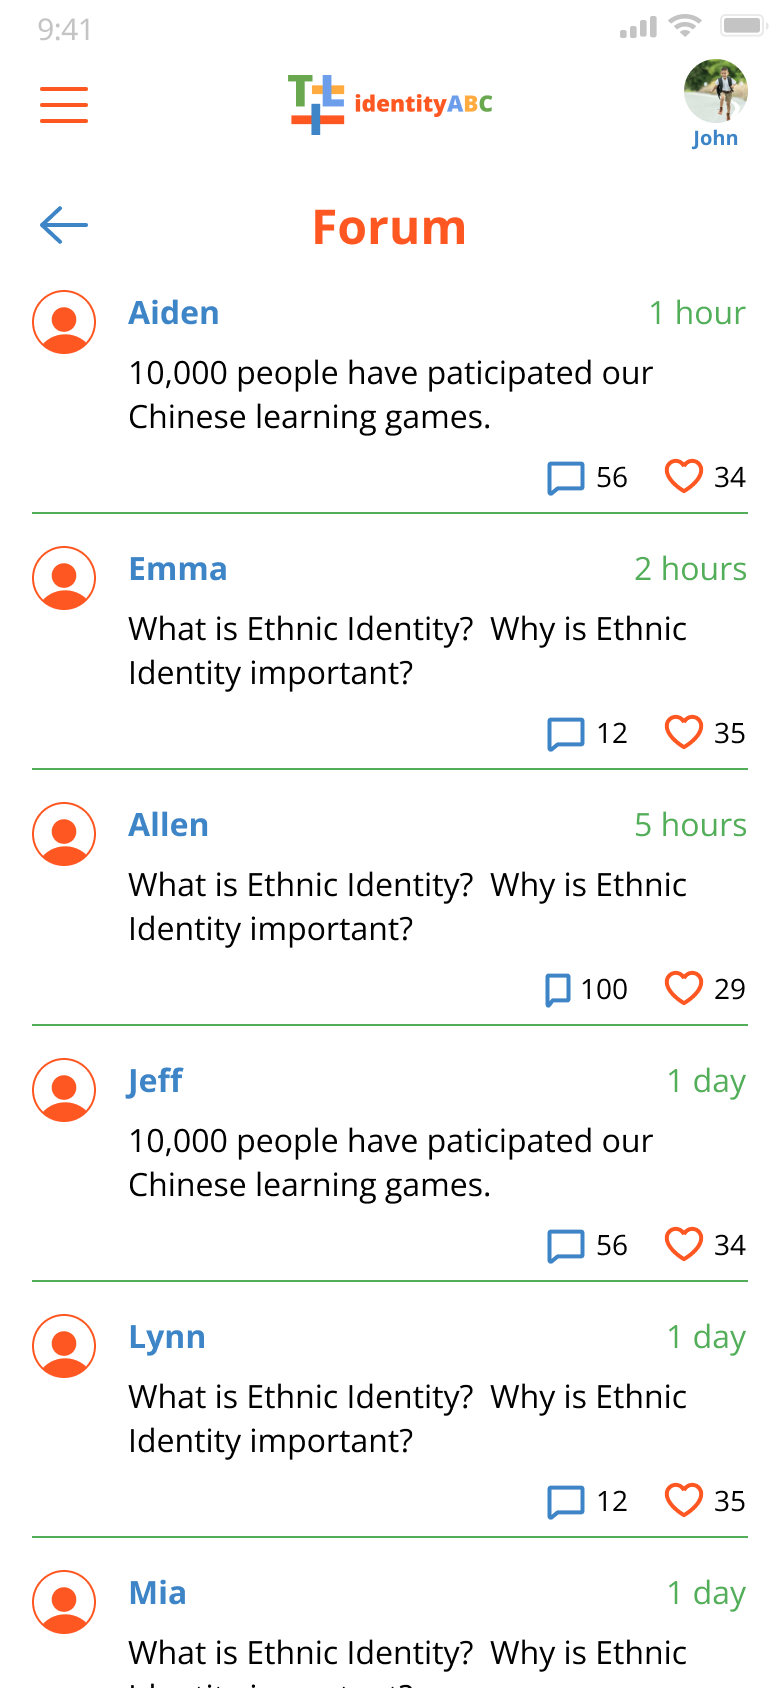 9:41
TCL identityABC
John
Forum
Aiden 1 hour
10,000 people have paticipated our
Chinese learning games.
56 34
Emma 2 hours
What is Ethnic Identity?  Why is Ethnic
Identity important?
12 35
Allen 5 hours
What is Ethnic Identity?  Why is Ethnic
Identity important?
100 29
Jeff 1 day
10,000 people have paticipated our
Chinese learning games.
56 34
Lynn 1 day
What is Ethnic Identity?  Why is Ethnic
Identity important?
12 35
Mia 1 day
What is Ethnic Identity?  Why is Ethnic